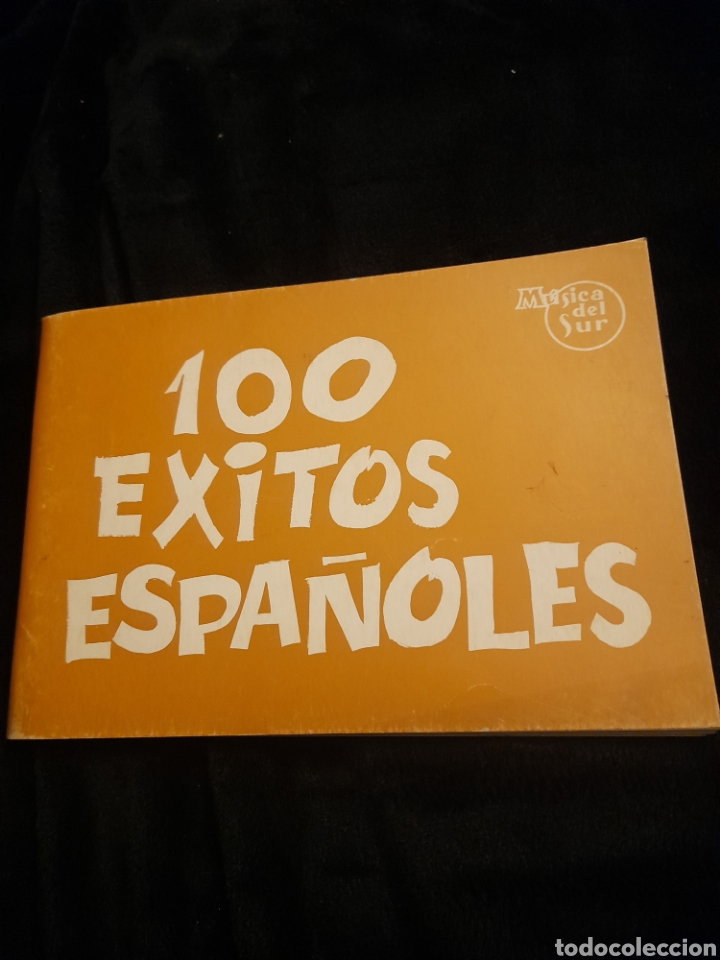 Música
del
Sur
100
EXiTOS
ESPAÑOLES
todocoleccion